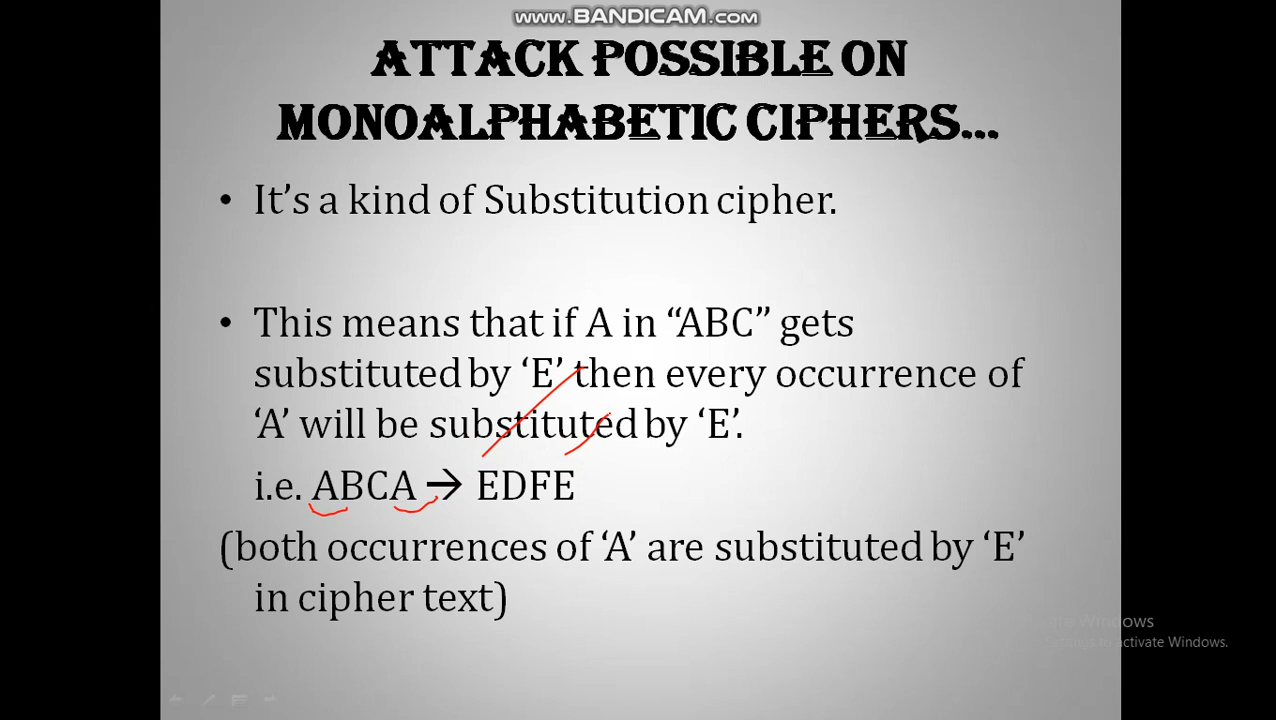 www.BANDICAM.com
ATTACK POSSIBLE ON
MONOALPHABETIC CIPHERS...
• It’s a kind of Substitution cipher.
• This means that if A in “ABC” gets
substituted by ‘E’ then every occurrence of
‘A’ will be substituted by ‘E’.
i.e. ABCA → EDFE
(both occurrences of ‘A’ are substituted by ‘E’
in cipher text)
Windows
activate Windows.